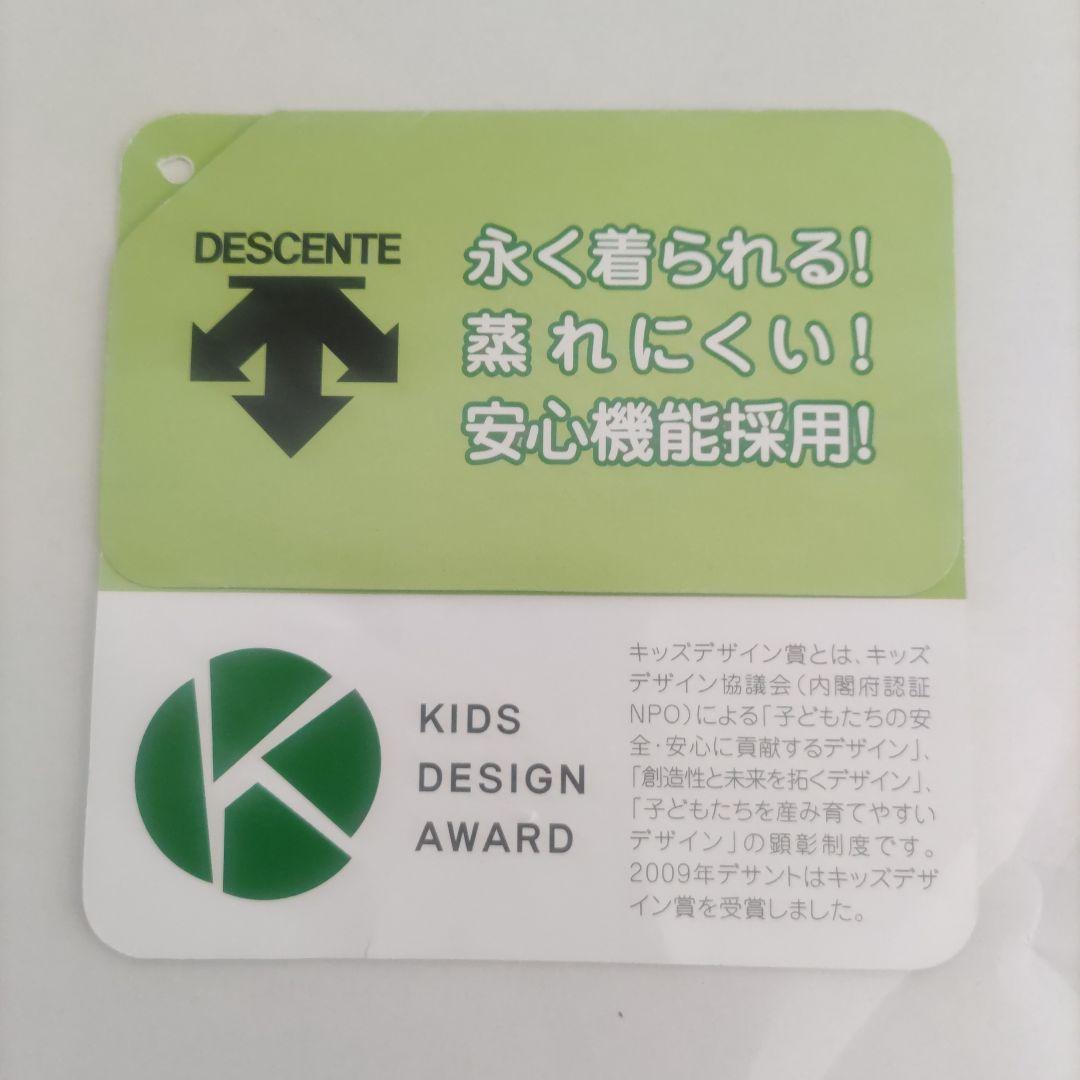 DESCENTE
永く着られる!
蒸れにくい!
安心機能採用!
KIDS
DESIGN
AWARD
キッズデザイン賞とは、キッズ
デザイン協議会(内閣府認証
NPO)による「子どもたちの安
全・安心に貢献するデザイン」、
「創造性と未来を拓くデザイン」、
「子どもたちを産み育てやすい
デザイン」の顕彰制度です。
2009年デサントはキッズデザ
イン賞を受賞しました。